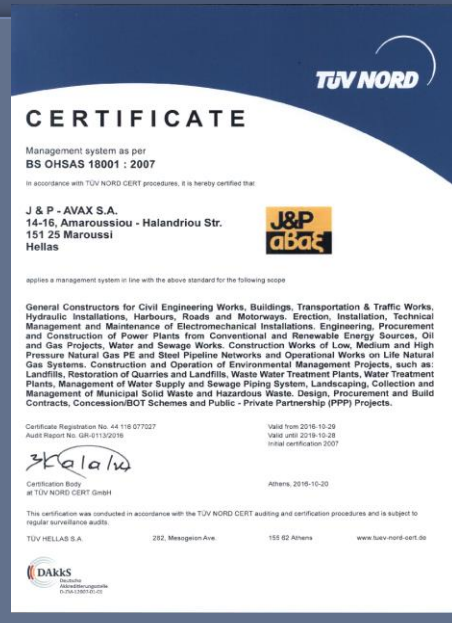 TÜV NORD
CERTIFICATE
Management system as per
BS OHSAS 18001 : 2007
In accordance with TÜV NORD CERT procedures, it is hereby certified that
J & P - AVAX S.A.
14-16, Amaroussiou - Halandriou Str.
151 25 Maroussi
Hellas
J&P
αβαξ
applies a management system in line with the above standard for the following scope
General Constructors for Civil Engineering Works, Buildings, Transportation & Traffic Works,
Hydraulic Installations, Harbours, Roads and Motorways. Erection, Installation, Technical
Management and Maintenance of Electromechanical Installations. Engineering, Procurement
and Construction of Power Plants from Conventional and Renewable Energy Sources, Oil
and Gas Projects, Water and Sewage Works. Construction Works of Low, Medium and High
Pressure Natural Gas PE and Steel Pipeline Networks and Operational Works on Life Natural
Gas Systems. Construction and Operation of Environmental Management Projects, such as:
Landfills, Restoration of Quarries and Landfills, Waste Water Treatment Plants, Water Treatment
Plants, Management of Water Supply and Sewage Piping System, Landscaping, Collection and
Management of Municipal Solid Waste and Hazardous Waste. Design, Procurement and Build
Contracts, Concession/BOT Schemes and Public - Private Partnership (PPP) Projects.
Certificate Registration No. 44 116 077027
Audit Report No. GR-0113/2016
Valid from 2016-10-29
Valid until 2019-10-28
Initial certification 2007
Certification Body
at TÜV NORD CERT GmbH
Athens, 2016-10-20
This certification was conducted in accordance with the TÜV NORD CERT auditing and certification procedures and is subject to
regular surveillance audits.
TÜV HELLAS S.A. 282, Mesogeion Ave. 155 62 Athens www.tuev-nord-cert.de
DAkkS
Deutsche
Akkreditierungsstelle